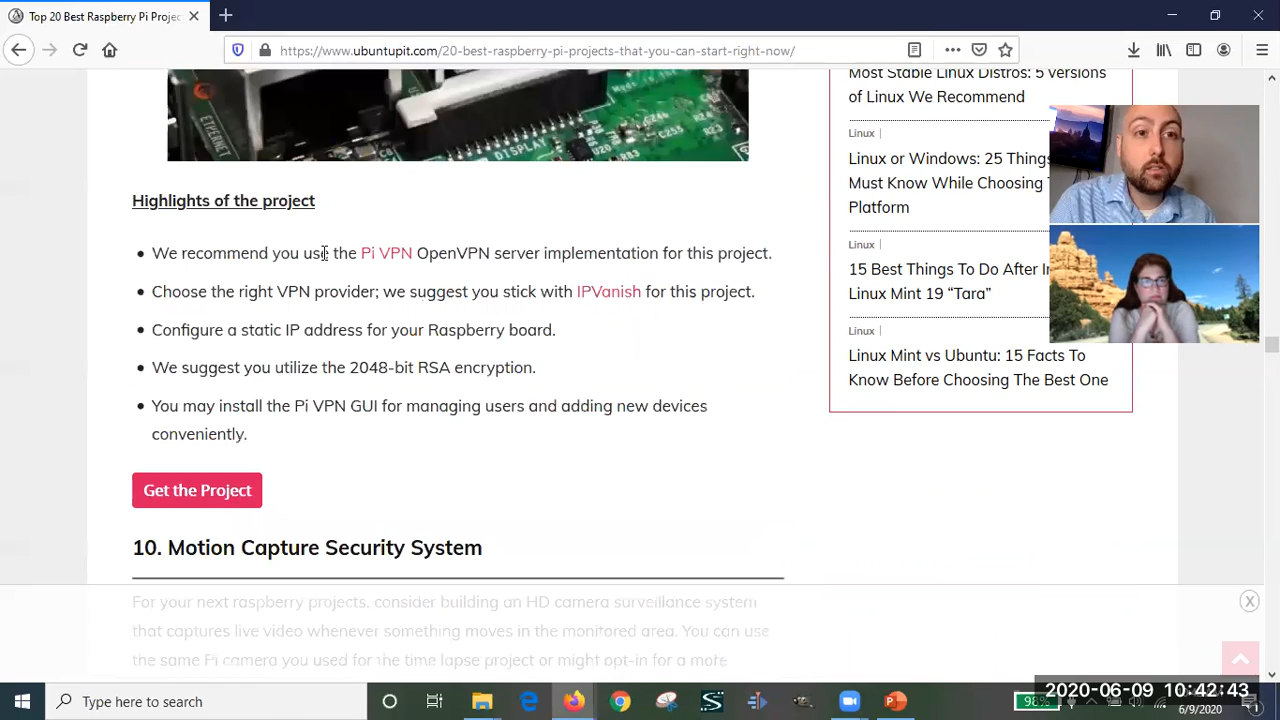 Top 20 Best Raspberry Pi Projec
https://www.ubuntupit.com/20-best-raspberry-pi-projects-that-you-can-start-right-now/
ETHERNET
DISPLAY
C255
R23
Most Stable Linux Distros: 5 versions
of Linux We Recommend
Linux |
Linux or Windows: 25 Things
Must Know While Choosing
Platform
Linux |
15 Best Things To Do After In
Linux Mint 19 “Tara”
Linux |
Linux Mint vs Ubuntu: 15 Facts To
Know Before Choosing The Best One
Highlights of the project
We recommend you use the Pi VPN OpenVPN server implementation for this project.
Choose the right VPN provider; we suggest you stick with IPVanish for this project.
Configure a static IP address for your Raspberry board.
We suggest you utilize the 2048-bit RSA encryption.
You may install the Pi VPN GUI for managing users and adding new devices
conveniently.
Get the Project
10. Motion Capture Security System
For your next raspberry projects, consider building an HD camera surveillance system
that captures live video whenever something moves in the monitored area. You can use
the same Pi camera you used for the time lapse project or might opt-in for a more
Type here to search
98%
2020-06-09 10:42:43
6/9/2020